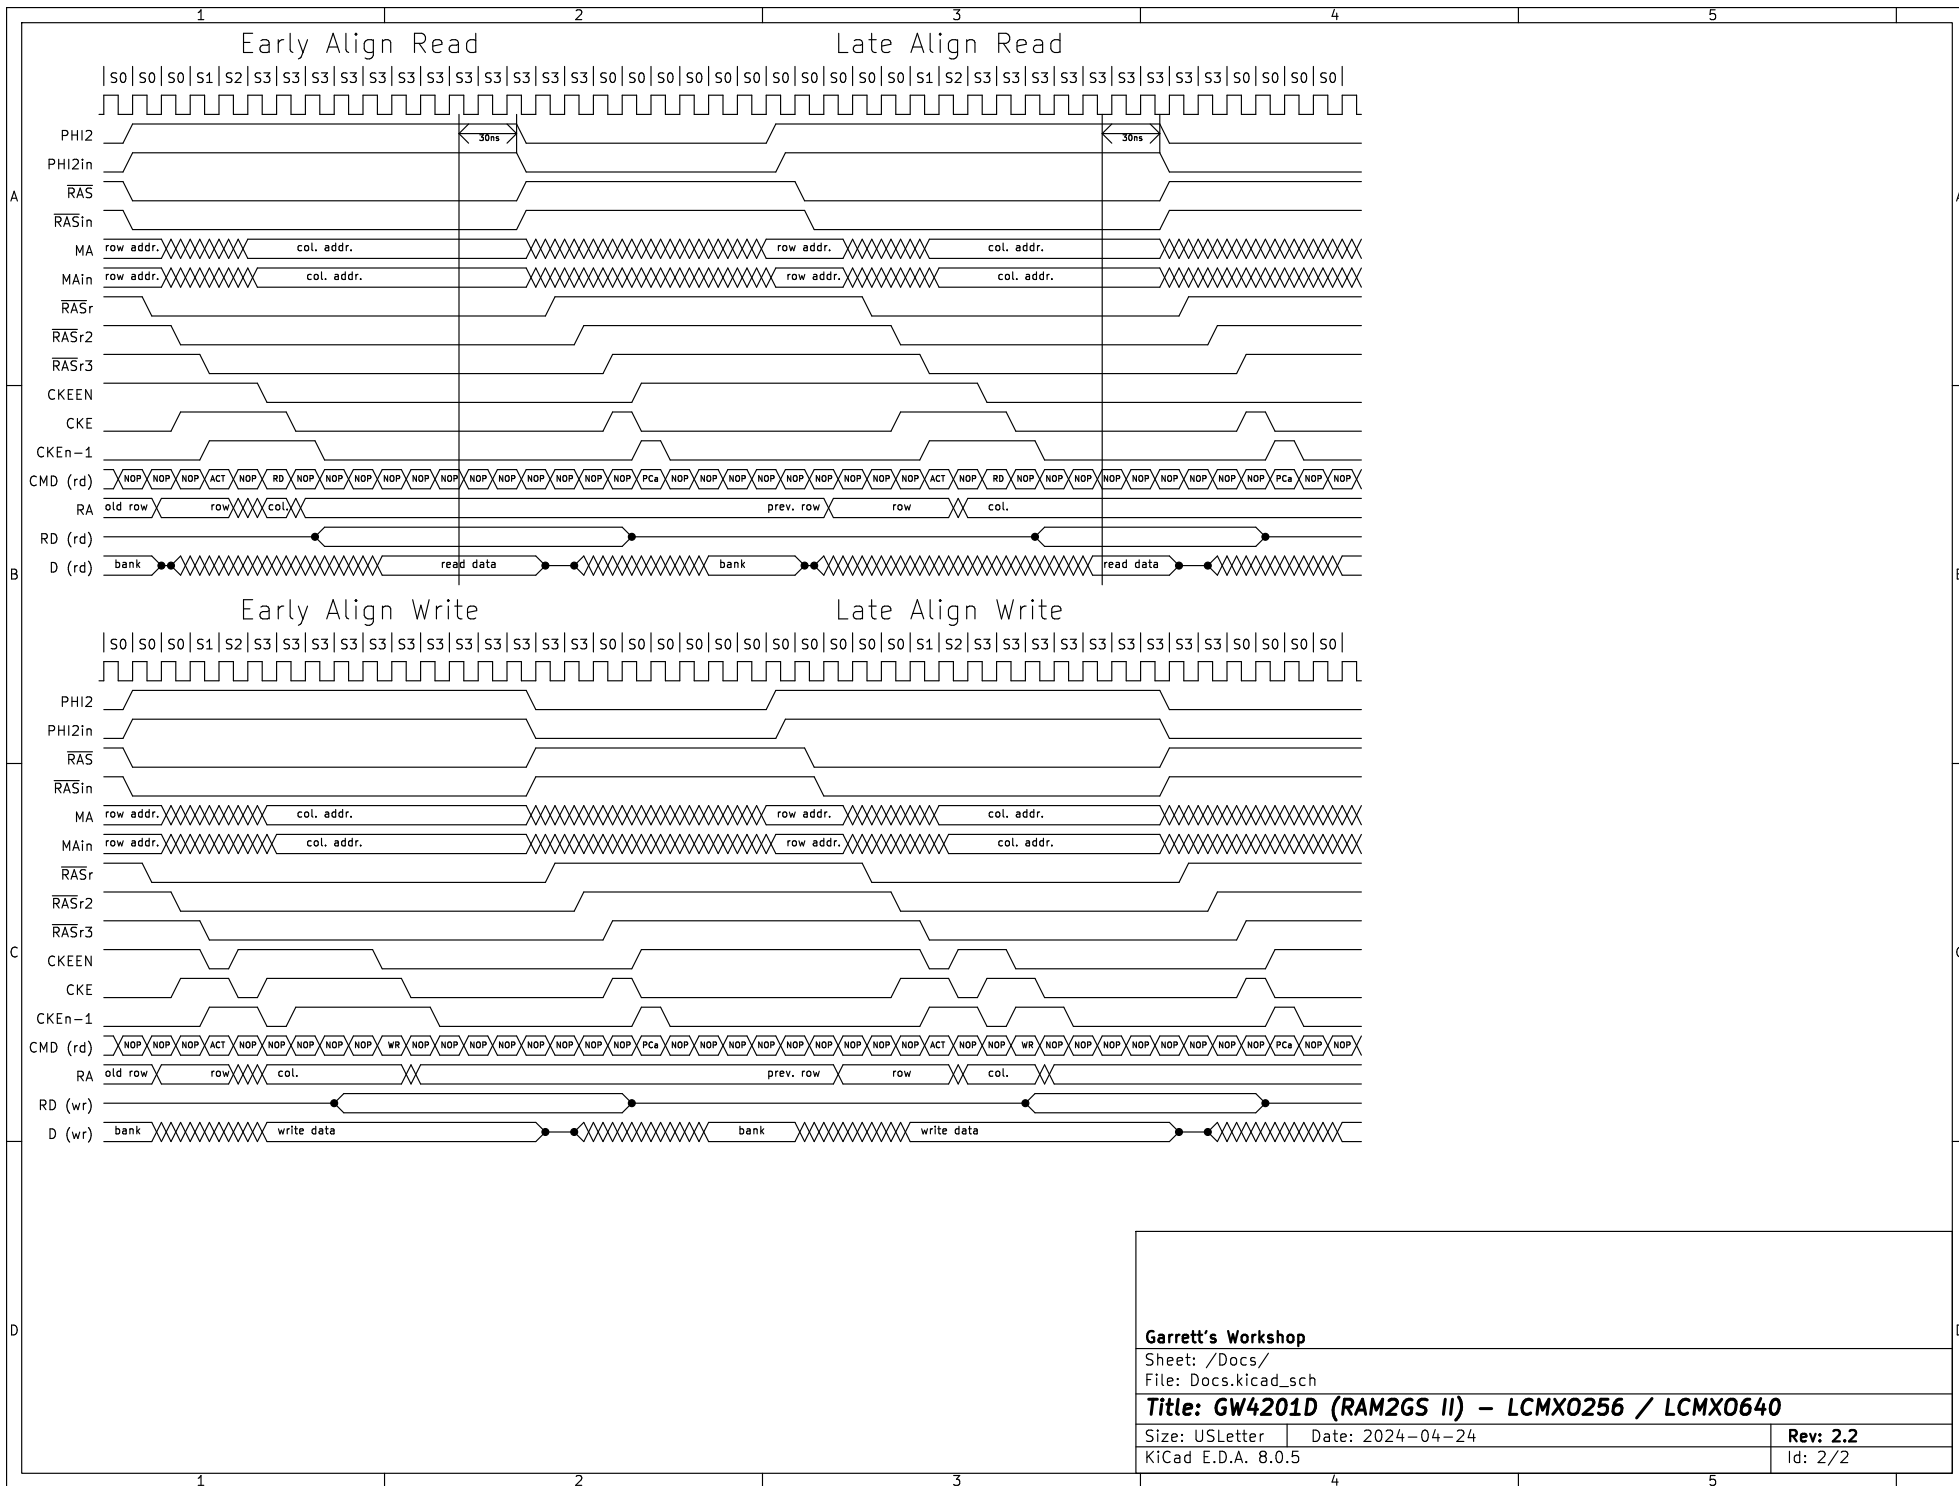 1 2 3 4 5
Early Align Read Late Align Read
S0 S0 S0 S1 S2 S3 S3 S3 S3 S3 S3 S3 S3 S3 S3 S3 S3 S0 S0 S0 S0 S0 S0 S0 S0 S0 S0 S0 S1 S2 S3 S3 S3 S3 S3 S3 S3 S3 S3 S0 S0 S0 S0
PHI2 30ns 30ns
PHI2in
A RAS
RASin
MA row addr. col. addr. row addr. col. addr.
MAin row addr. col. addr. row addr. col. addr.
RASr
RASr2
RASr3
CKEEN
CKE
CKEn-1
CMD (rd) NOP NOP NOP ACT NOP RD NOP NOP NOP NOP NOP NOP NOP NOP NOP NOP NOP NOP PCa NOP NOP NOP NOP NOP NOP NOP NOP NOP ACT NOP RD NOP NOP NOP NOP NOP NOP NOP NOP NOP PCa NOP NOP
RA old row row col. prev. row row col.
RD (rd)
B D (rd) bank read data bank read data
Early Align Write Late Align Write
S0 S0 S0 S1 S2 S3 S3 S3 S3 S3 S3 S3 S3 S3 S3 S3 S3 S0 S0 S0 S0 S0 S0 S0 S0 S0 S0 S0 S1 S2 S3 S3 S3 S3 S3 S3 S3 S3 S3 S0 S0 S0 S0
PHI2
PHI2in
RAS
RASin
MA row addr. col. addr. row addr. col. addr.
MAin row addr. col. addr. row addr. col. addr.
RASr
RASr2
RASr3
C CKEEN
CKE
CKEn-1
CMD (rd) NOP NOP NOP ACT NOP NOP NOP NOP NOP WR NOP NOP NOP NOP NOP NOP NOP NOP PCa NOP NOP NOP NOP NOP NOP NOP NOP NOP ACT NOP NOP WR NOP NOP NOP NOP NOP NOP NOP NOP PCa NOP NOP
RA old row row col. prev. row row col.
RD (wr)
D (wr) bank write data bank write data
D
Garrett's Workshop
Sheet: /Docs/
File: Docs.kicad_sch
Title: GW4201D (RAM2GS II) – LCMXO256 / LCMXO640
Size: USLetter Date: 2024-04-24 Rev: 2.2
KiCad E.D.A. 8.0.5 Id: 2/2
1 2 3 4 5